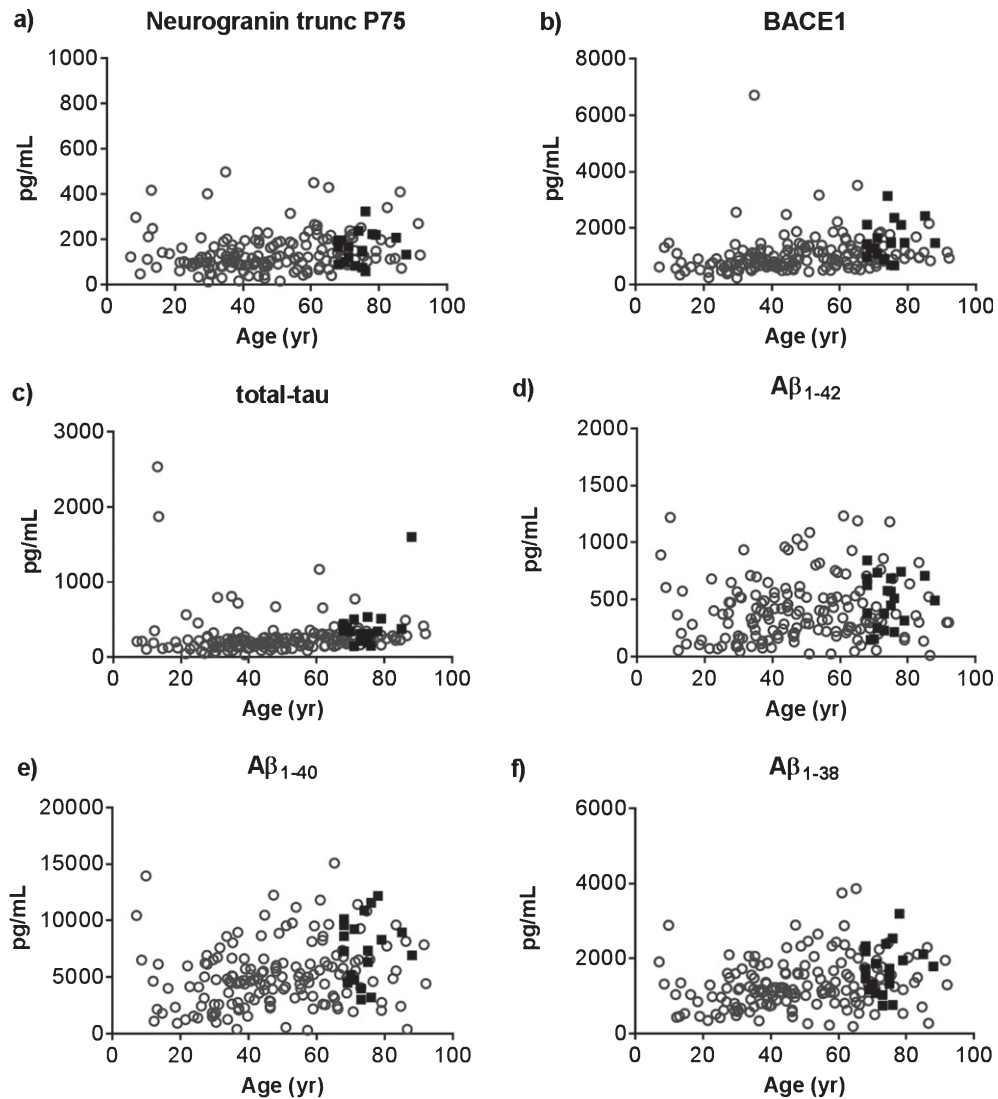 a) Neurogranin trunc P75
1000
800
600
400
200
0
pg/mL
0 20 40 60 80 100
Age (yr)
b) BACE1
8000
6000
4000
2000
0
pg/mL
0 20 40 60 80 100
Age (yr)
c) total-tau
3000
2000
1000
0
pg/mL
0 20 40 60 80 100
Age (yr)
d) Aβ1-42
2000
1500
1000
500
0
pg/mL
0 20 40 60 80 100
Age (yr)
e) Aβ1-40
20000
15000
10000
5000
0
pg/mL
0 20 40 60 80 100
Age (yr)
f) Aβ1-38
6000
4000
2000
0
pg/mL
0 20 40 60 80 100
Age (yr)